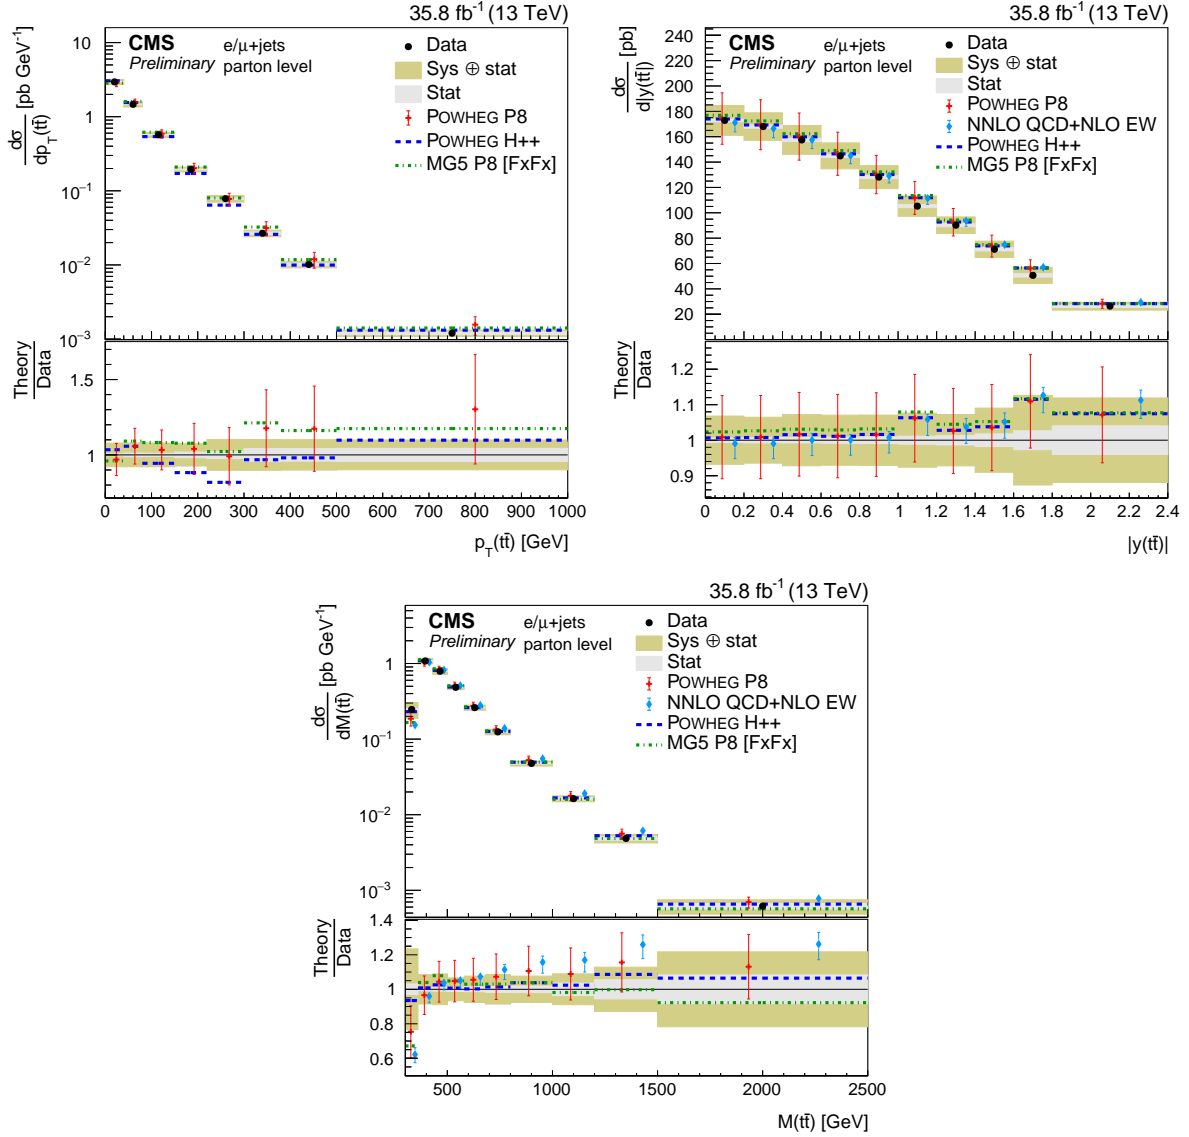 35.8 fb⁻¹ (13 TeV)
CMS
Preliminary
e/μ+jets
parton level
Data
Sys ⊕ stat
Stat
POWHEG P8
POWHEG H++
MG5 P8 [FxFx]
dσ/dp_T(tt̄) [pb GeV⁻¹]
10
1
10⁻¹
10⁻²
10⁻³
Theory/Data
1.5
1
0 100 200 300 400 500 600 700 800 900 1000
p_T(tt̄) [GeV]
35.8 fb⁻¹ (13 TeV)
CMS
Preliminary
e/μ+jets
parton level
Data
Sys ⊕ stat
Stat
POWHEG P8
NNLO QCD+NLO EW
POWHEG H++
MG5 P8 [FxFx]
dσ/d|y(tt̄)| [pb]
240
220
200
180
160
140
120
100
80
60
40
20
Theory/Data
1.2
1.1
1.0
0.9
0 0.2 0.4 0.6 0.8 1 1.2 1.4 1.6 1.8 2 2.2 2.4
|y(tt̄)|
35.8 fb⁻¹ (13 TeV)
CMS
Preliminary
e/μ+jets
parton level
Data
Sys ⊕ stat
Stat
POWHEG P8
NNLO QCD+NLO EW
POWHEG H++
MG5 P8 [FxFx]
dσ/dM(tt̄) [pb GeV⁻¹]
1
10⁻¹
10⁻²
10⁻³
Theory/Data
1.4
1.2
1
0.8
0.6
500 1000 1500 2000 2500
M(tt̄) [GeV]